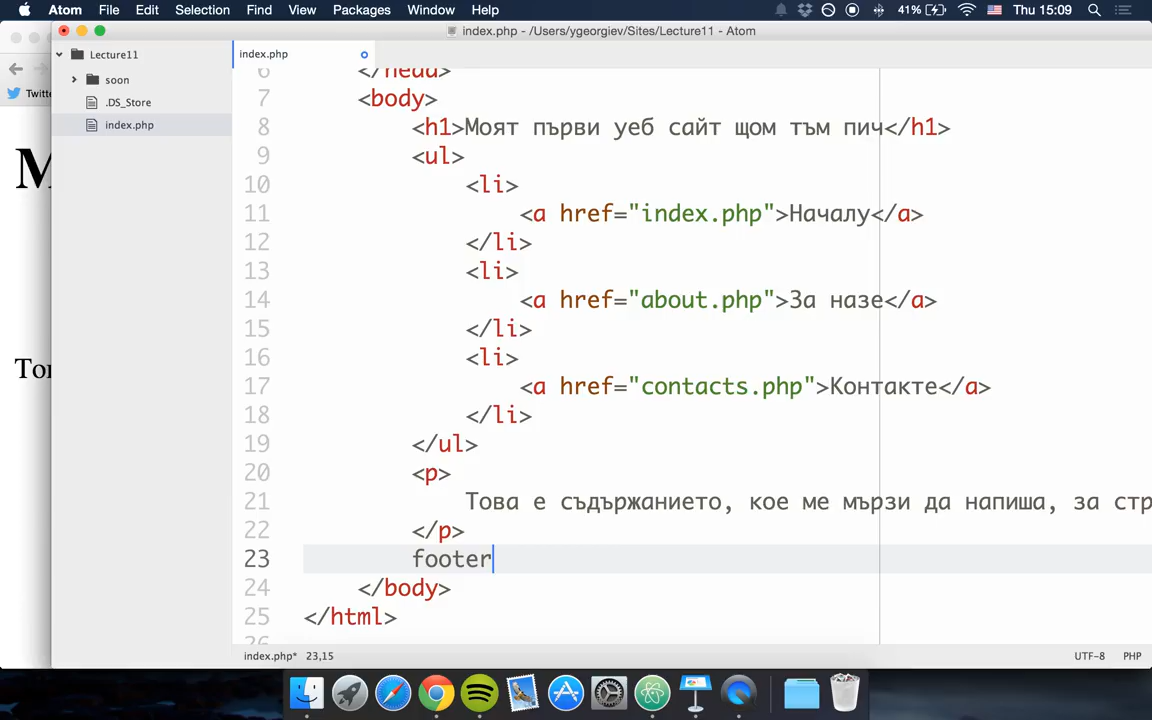 Atom File Edit Selection Find View Packages Window Help 41% Thu 15:09
index.php - /Users/ygeorgiev/Sites/Lecture11 - Atom
Lecture11
index.php
soon
.DS_Store
index.php
6 </head>
7 <body>
8 <h1>Моят първи уеб сайт щом тъм пич</h1>
9 <ul>
10 <li>
11 <a href="index.php">Началу</a>
12 </li>
13 <li>
14 <a href="about.php">За назе</a>
15 </li>
16 <li>
17 <a href="contacts.php">Контакте</a>
18 </li>
19 </ul>
20 <p>
21 Това е съдържанието, кое ме мързи да напиша, за стр
22 </p>
23 footer
24 </body>
25 </html>
26
index.php* 23,15 UTF-8 PHP